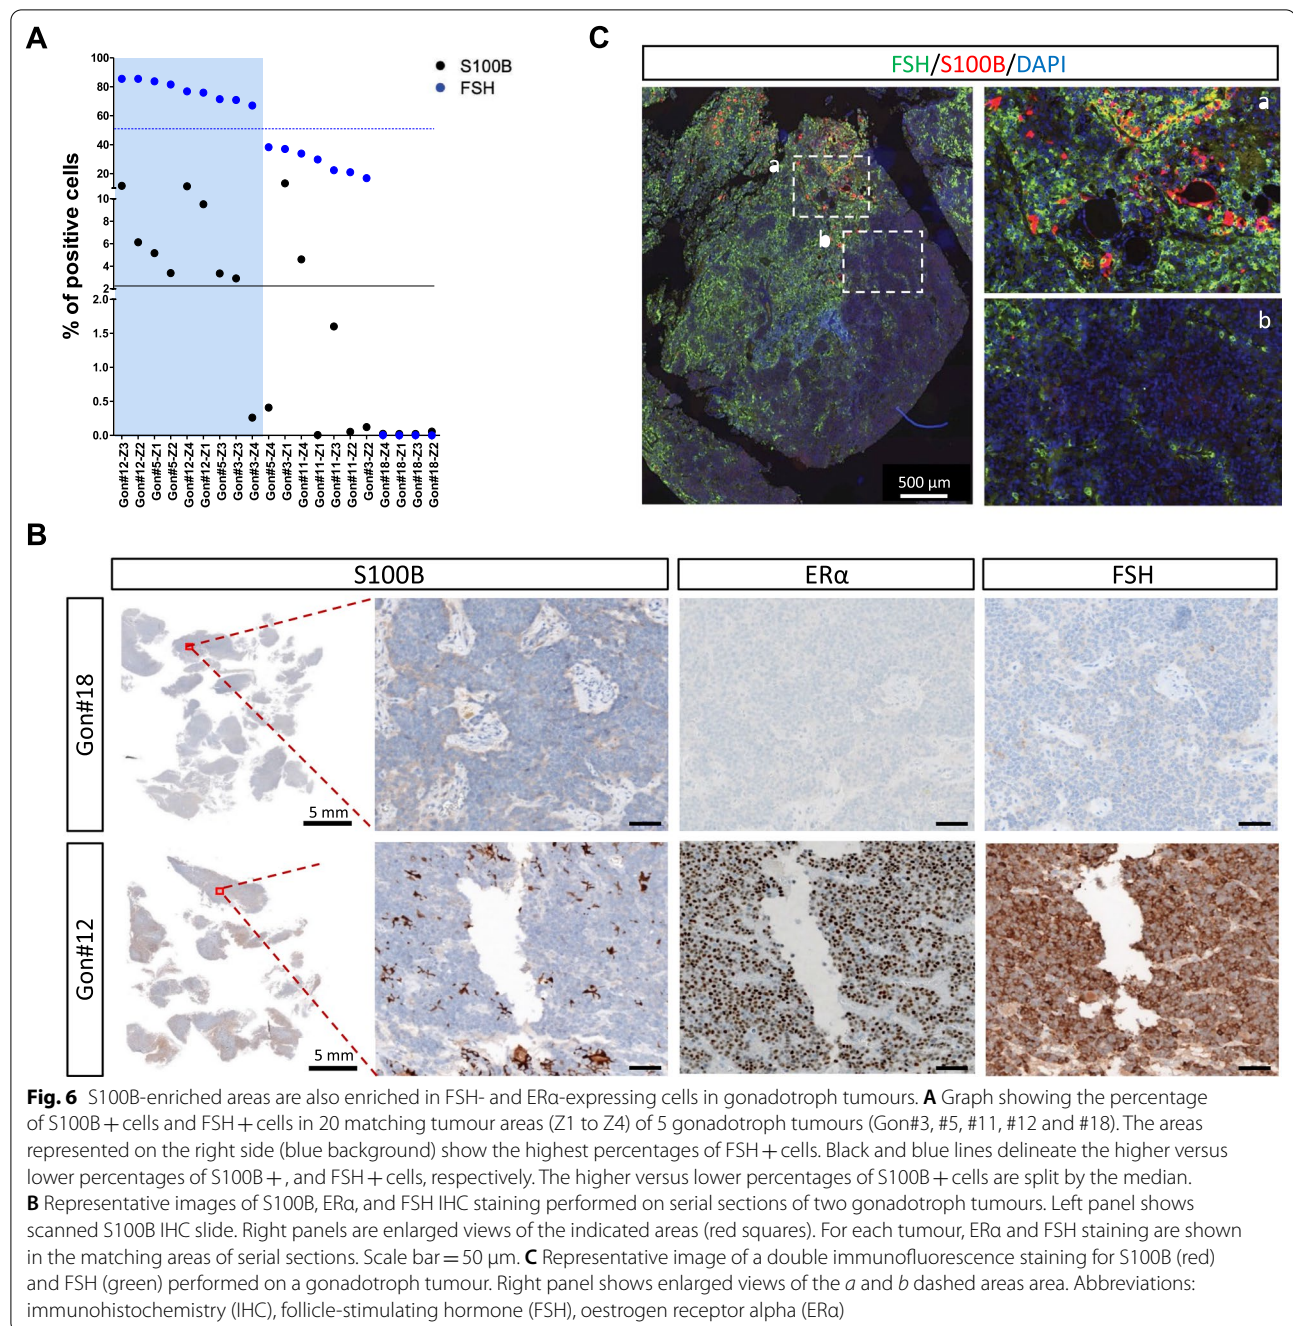 A
100
80
60
40
20
10
8
6
4
2
2.0
1.5
1.0
0.5
0.0
% of positive cells
S100B
FSH
Gon#12-Z3
Gon#12-Z2
Gon#5-Z1
Gon#5-Z2
Gon#12-Z4
Gon#12-Z1
Gon#5-Z3
Gon#3-Z3
Gon#3-Z4
Gon#5-Z4
Gon#3-Z1
Gon#11-Z4
Gon#11-Z1
Gon#11-Z3
Gon#11-Z2
Gon#3-Z2
Gon#18-Z4
Gon#18-Z1
Gon#18-Z3
Gon#18-Z2
C
FSH/S100B/DAPI
a
b
500 µm
a
b
B
S100B
ERα
FSH
Gon#18
5 mm
Gon#12
5 mm
Fig. 6 S100B-enriched areas are also enriched in FSH- and ERα-expressing cells in gonadotroph tumours. A Graph showing the percentage
of S100B + cells and FSH + cells in 20 matching tumour areas (Z1 to Z4) of 5 gonadotroph tumours (Gon#3, #5, #11, #12 and #18). The areas
represented on the right side (blue background) show the highest percentages of FSH + cells. Black and blue lines delineate the higher versus
lower percentages of S100B +, and FSH + cells, respectively. The higher versus lower percentages of S100B + cells are split by the median.
B Representative images of S100B, ERα, and FSH IHC staining performed on serial sections of two gonadotroph tumours. Left panel shows
scanned S100B IHC slide. Right panels are enlarged views of the indicated areas (red squares). For each tumour, ERα and FSH staining are shown
in the matching areas of serial sections. Scale bar = 50 µm. C Representative image of a double immunofluorescence staining for S100B (red)
and FSH (green) performed on a gonadotroph tumour. Right panel shows enlarged views of the a and b dashed areas area. Abbreviations:
immunohistochemistry (IHC), follicle-stimulating hormone (FSH), oestrogen receptor alpha (ERα)